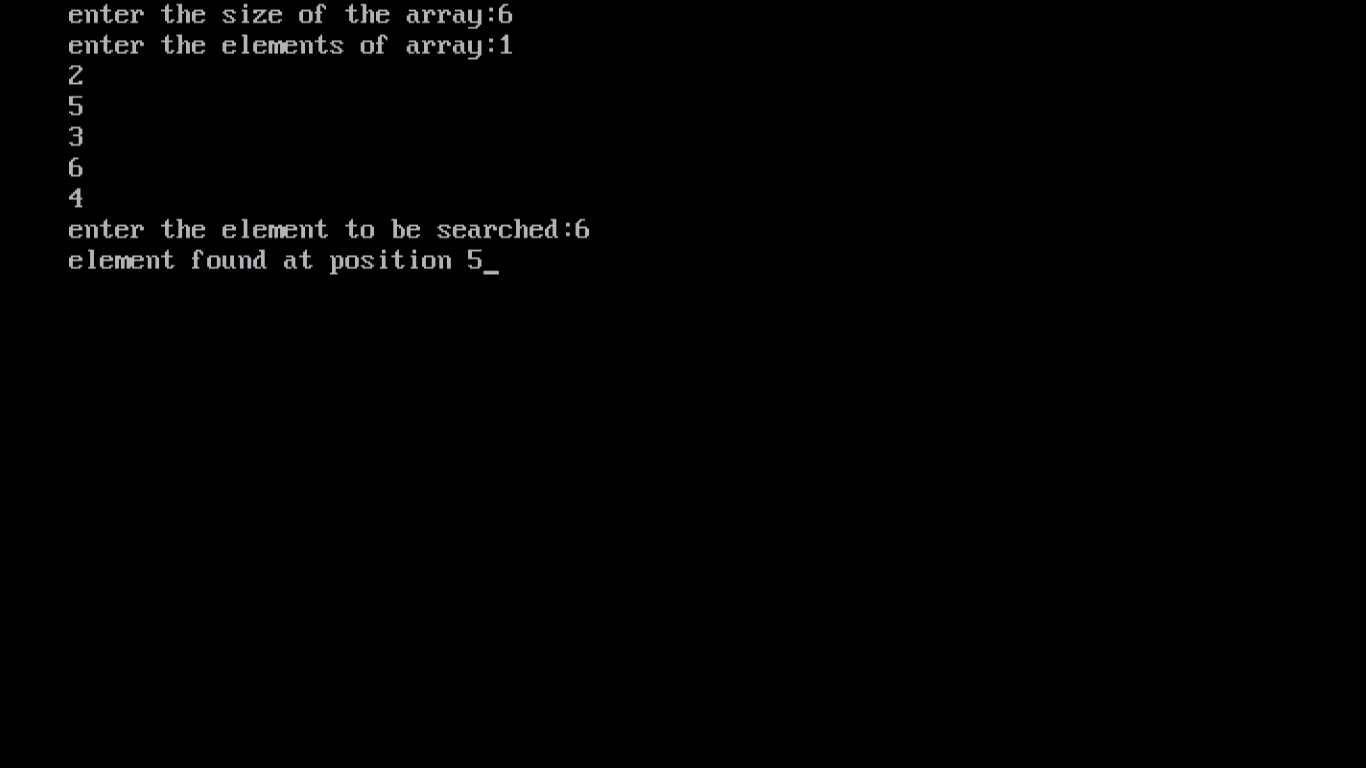 enter the size of the array:6
enter the elements of array:1
2
5
3
6
4
enter the element to be searched:6
element found at position 5_